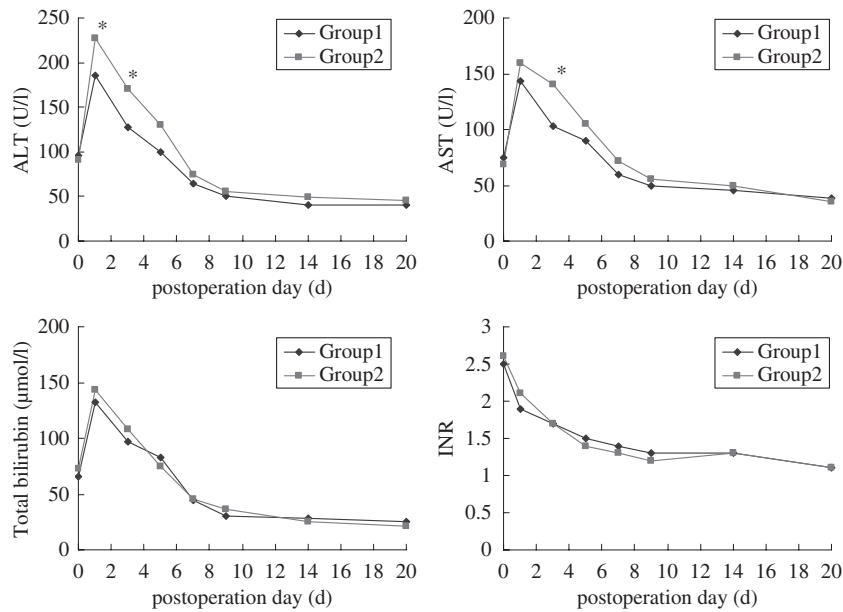 250
200
150
100
50
0
ALT (U/l)
*
*
Group1
Group2
0 2 4 6 8 10 12 14 16 18 20
postoperation day (d)
200
150
100
50
0
AST (U/l)
*
Group1
Group2
0 2 4 6 8 10 12 14 16 18 20
postoperation day (d)
200
150
100
50
0
Total bilirubin (μmol/l)
Group1
Group2
0 2 4 6 8 10 12 14 16 18 20
postoperation day (d)
3
2.5
2
1.5
1
0.5
0
INR
Group1
Group2
0 2 4 6 8 10 12 14 16 18 20
postoperation day (d)